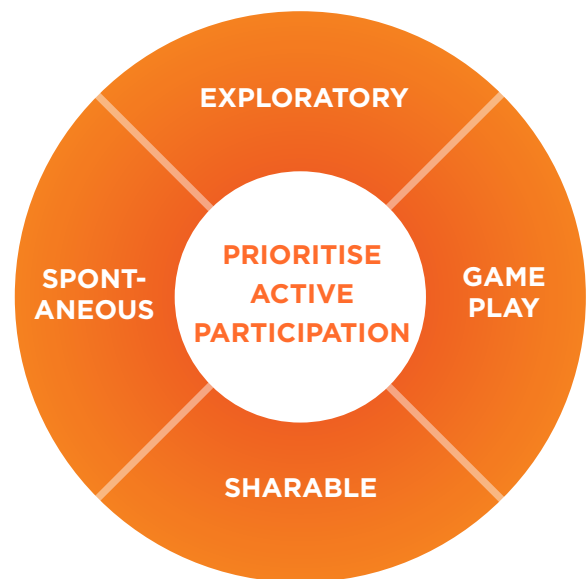 EXPLORATORY
PRIORITISE
ACTIVE
PARTICIPATION
SPONT-
ANEOUS
GAME
PLAY
SHARABLE